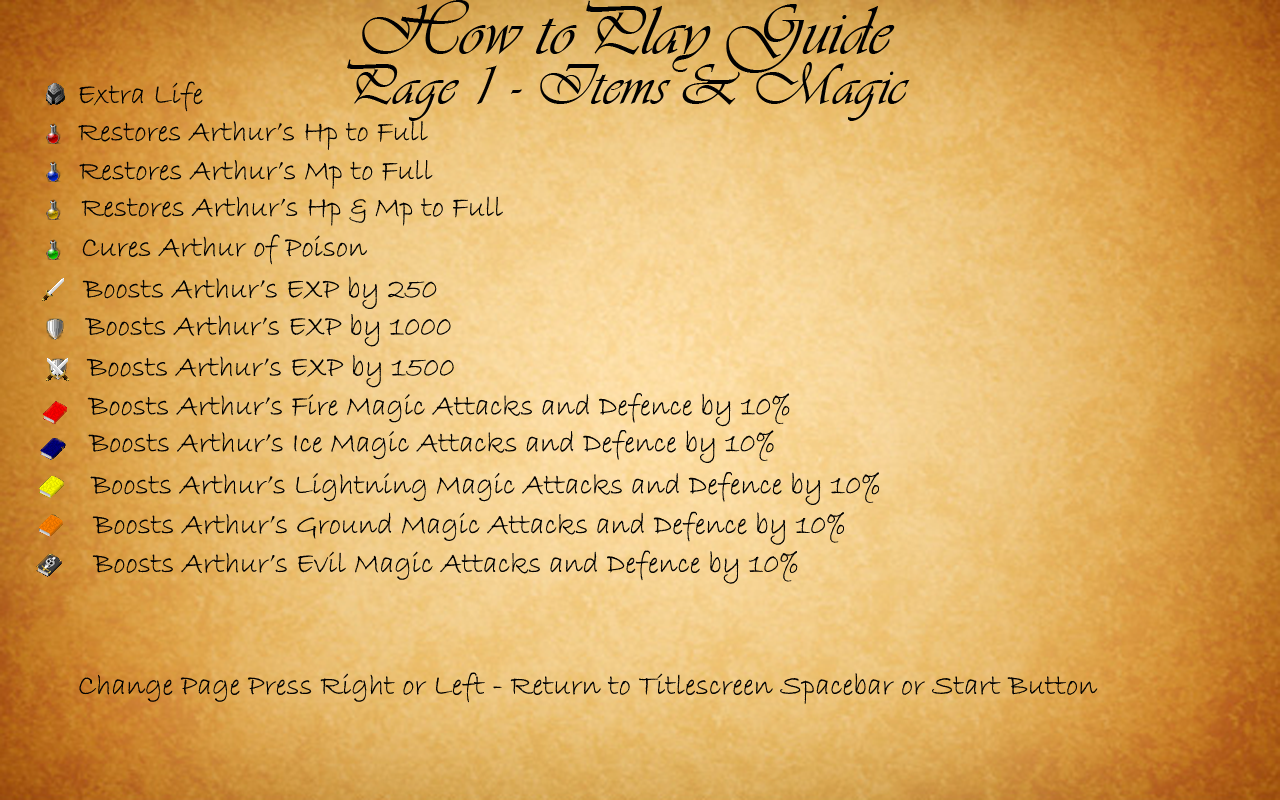 How to Play Guide
Page 1 - Items & Magic
Extra Life
Restores Arthur's Hp to Full
Restores Arthur's Mp to Full
Restores Arthur's Hp & Mp to Full
Cures Arthur of Poison
Boosts Arthur's EXP by 250
Boosts Arthur's EXP by 1000
Boosts Arthur's EXP by 1500
Boosts Arthur's Fire Magic Attacks and Defence by 10%
Boosts Arthur's Ice Magic Attacks and Defence by 10%
Boosts Arthur's Lightning Magic Attacks and Defence by 10%
Boosts Arthur's Ground Magic Attacks and Defence by 10%
Boosts Arthur's Evil Magic Attacks and Defence by 10%
Change Page Press Right or Left - Return to Titlescreen Spacebar or Start Button